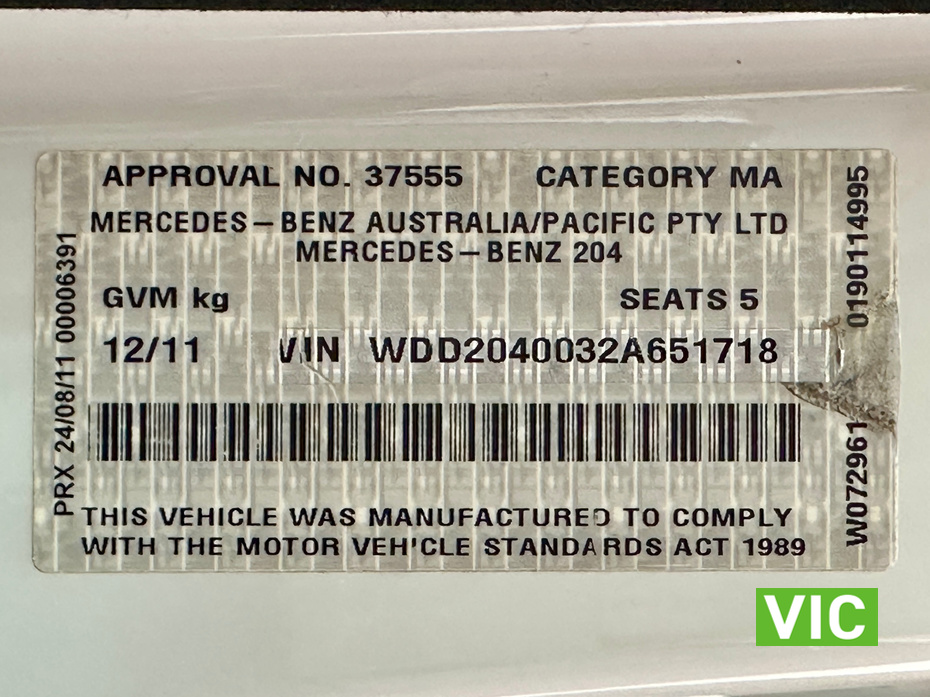 APPROVAL NO. 37555 CATEGORY MA
MERCEDES-BENZ AUSTRALIA/PACIFIC PTY LTD
MERCEDES-BENZ 204
GVM kg SEATS 5
12/11 VIN WDD2040032A651718
THIS VEHICLE WAS MANUFACTURED TO COMPLY
WITH THE MOTOR VEHICLE STANDARDS ACT 1989
PRX 24/08/11 00006391
0190114995
W072961
VIC